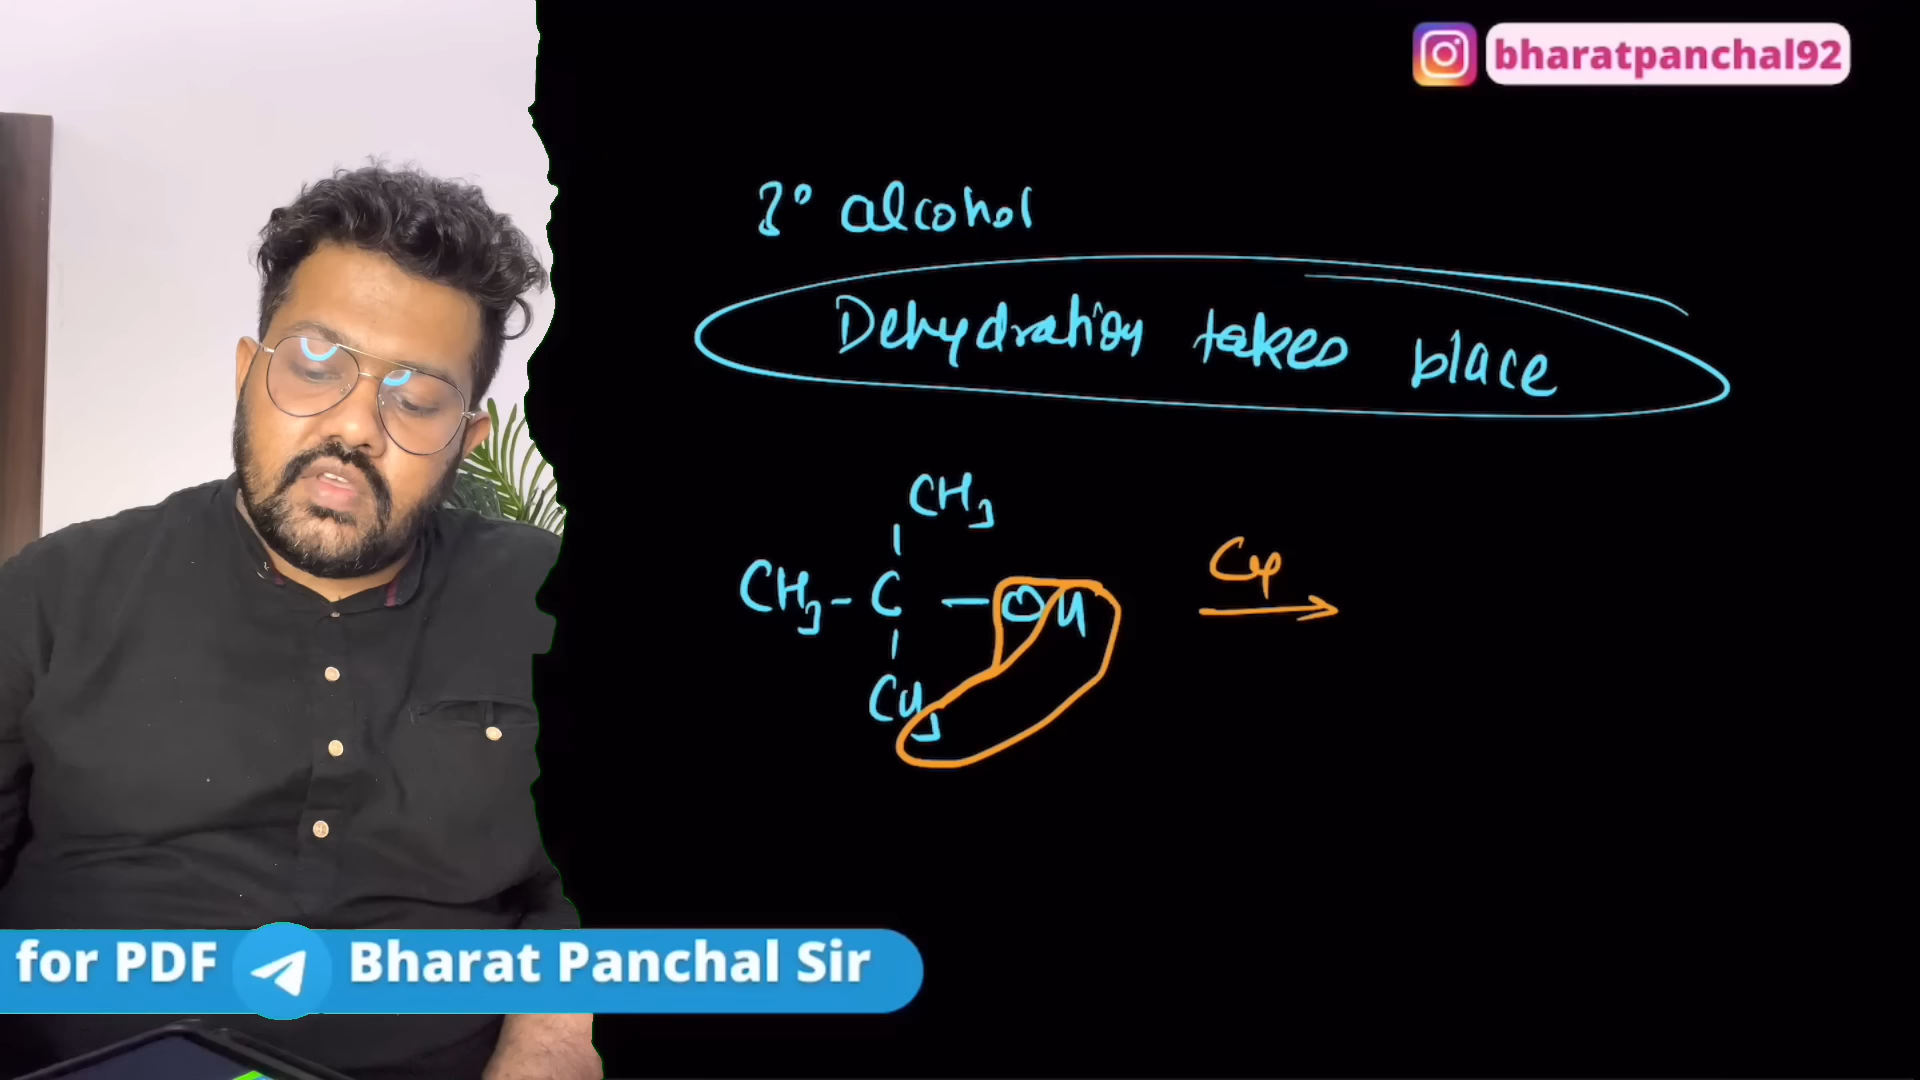 bharatpanchal92
3° alcohol
Dehydration takes place
CH3
CH3 - C - OH
Cu
CH3
for PDF Bharat Panchal Sir